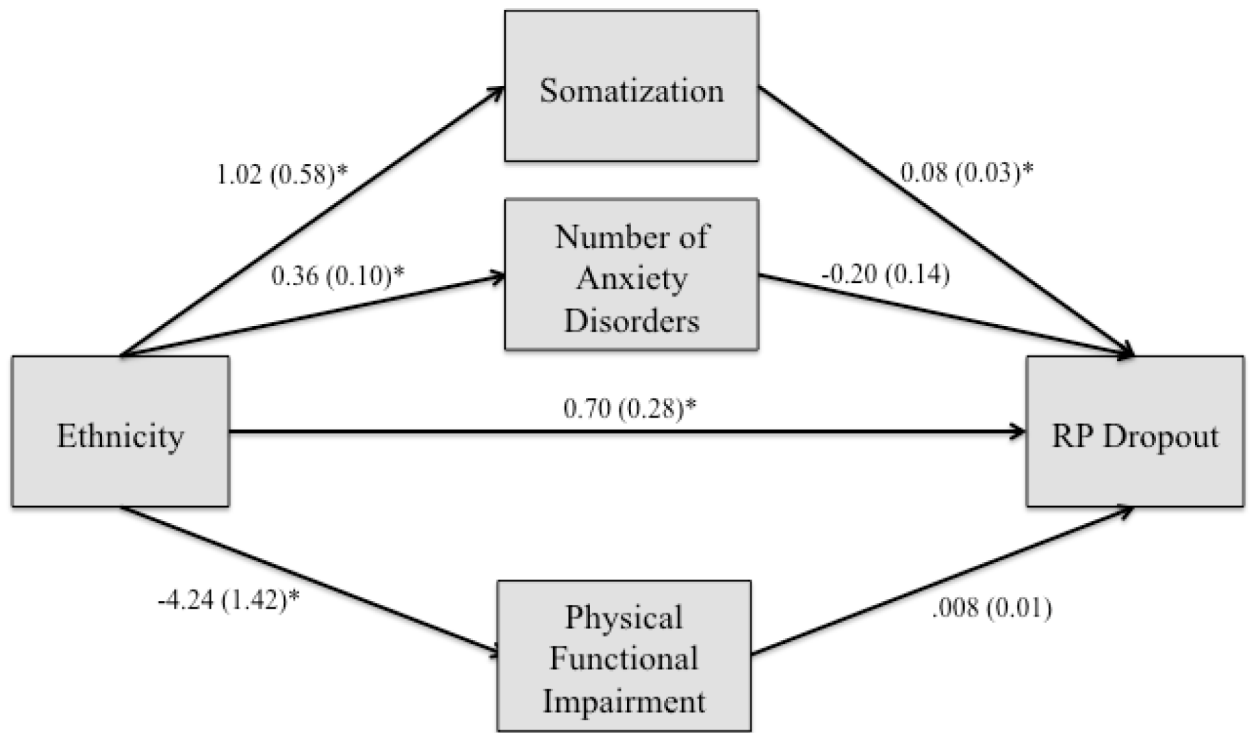 Somatization
1.02 (0.58)*
0.08 (0.03)*
Number of
Anxiety
Disorders
0.36 (0.10)*
-0.20 (0.14)
Ethnicity
0.70 (0.28)*
RP Dropout
-4.24 (1.42)*
Physical
Functional
Impairment
.008 (0.01)